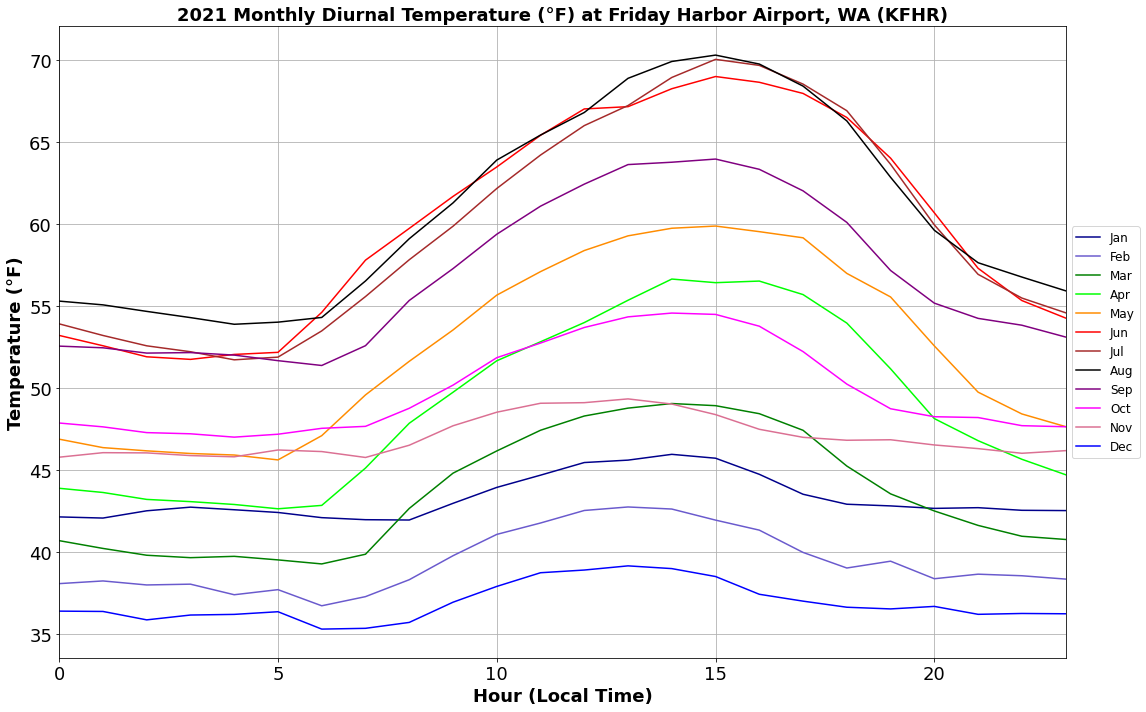 2021 Monthly Diurnal Temperature (°F) at Friday Harbor Airport, WA (KFHR)
Temperature (°F)
70
65
60
55
50
45
40
35
0 5 10 15 20
Hour (Local Time)
Jan
Feb
Mar
Apr
May
Jun
Jul
Aug
Sep
Oct
Nov
Dec